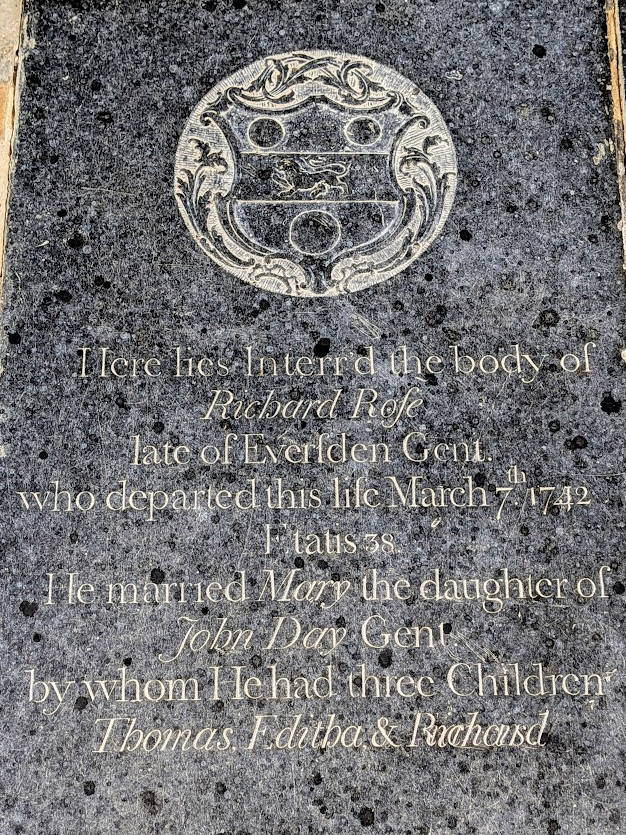 Here lies Interr'd the body of
Richard Roſe
late of Everſden Gent.
who departed this life March 7.th 1742
Ætatis 38
He married Mary the daughter of
John Day Gent.
by whom He had three Children
Thomas, Editha, & Richard